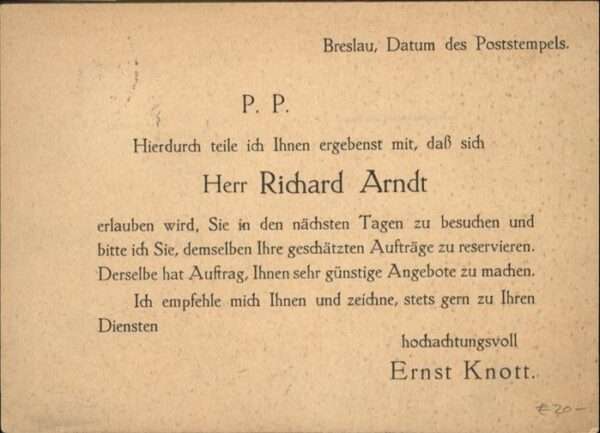 Breslau, Datum des Poststempels.
P. P.
Hierdurch teile ich Ihnen ergebenst mit, daß sich
Herr Richard Arndt
erlauben wird, Sie in den nächsten Tagen zu besuchen und
bitte ich Sie, demselben Ihre geschätzten Aufträge zu reservieren.
Derselbe hat Auftrag, Ihnen sehr günstige Angebote zu machen.
Ich empfehle mich Ihnen und zeichne, stets gern zu Ihren
Diensten
hochachtungsvoll
Ernst Knott.
€ 20-